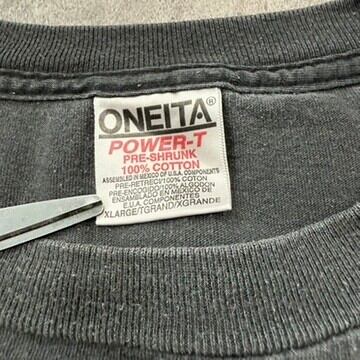 ONEITA®
POWER-T
PRE-SHRUNK
100% COTTON
ASSEMBLED IN MEXICO OF U.S.A. COMPONENTS
PRE-RETRECI/100% COTON
PRE-ENCOGIDO/100% ALGODON
ENSAMBLADO EN MEXICO DE
E.U.A. COMPONENTES
XLARGE/TGRAND/XGRANDE